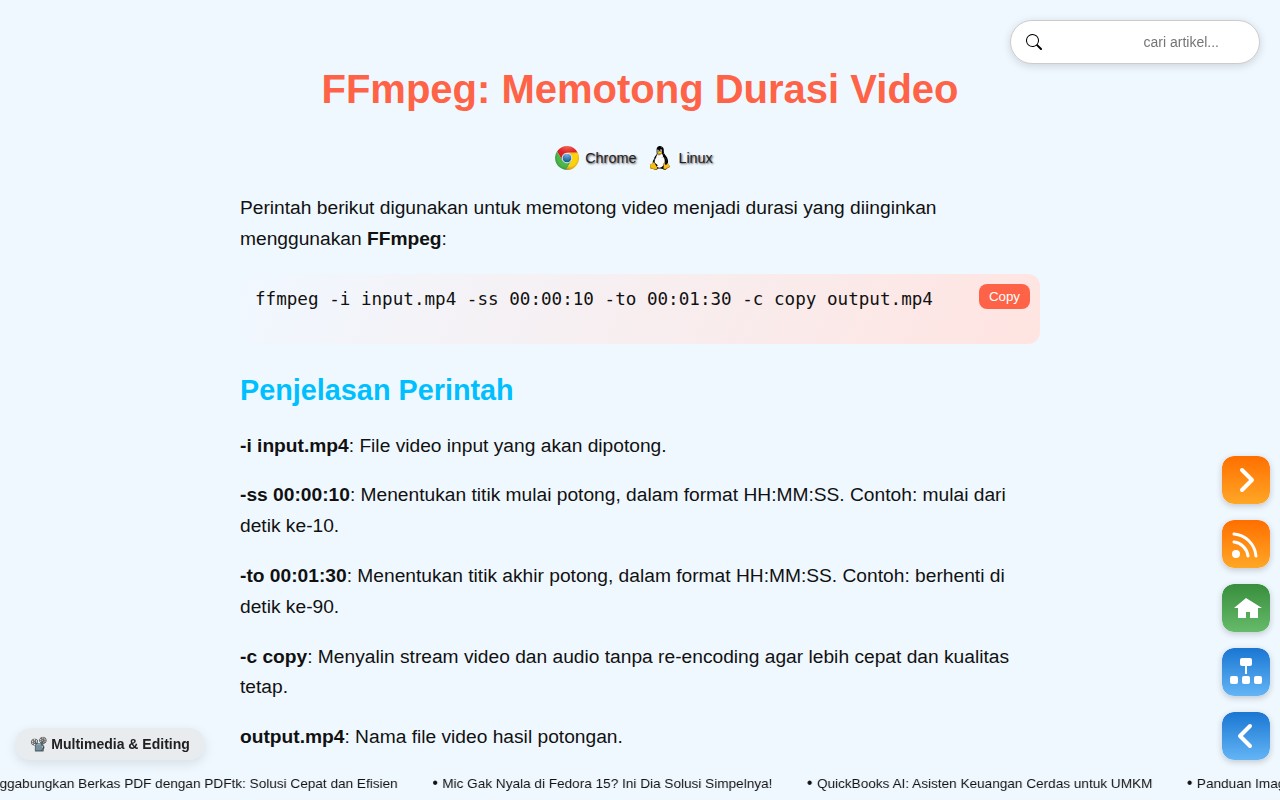 cari artikel...
FFmpeg: Memotong Durasi Video
Chrome Linux
Perintah berikut digunakan untuk memotong video menjadi durasi yang diinginkan
menggunakan FFmpeg:
ffmpeg -i input.mp4 -ss 00:00:10 -to 00:01:30 -c copy output.mp4
Copy
Penjelasan Perintah
-i input.mp4: File video input yang akan dipotong.
-ss 00:00:10: Menentukan titik mulai potong, dalam format HH:MM:SS. Contoh: mulai dari
detik ke-10.
-to 00:01:30: Menentukan titik akhir potong, dalam format HH:MM:SS. Contoh: berhenti di
detik ke-90.
-c copy: Menyalin stream video dan audio tanpa re-encoding agar lebih cepat dan kualitas
tetap.
output.mp4: Nama file video hasil potongan.
Multimedia & Editing
ggabungkan Berkas PDF dengan PDFtk: Solusi Cepat dan Efisien • Mic Gak Nyala di Fedora 15? Ini Dia Solusi Simpelnya! • QuickBooks AI: Asisten Keuangan Cerdas untuk UMKM • Panduan Imag